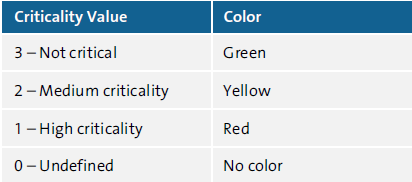 Criticality Value Color
3 – Not critical Green
2 – Medium criticality Yellow
1 – High criticality Red
0 – Undefined No color